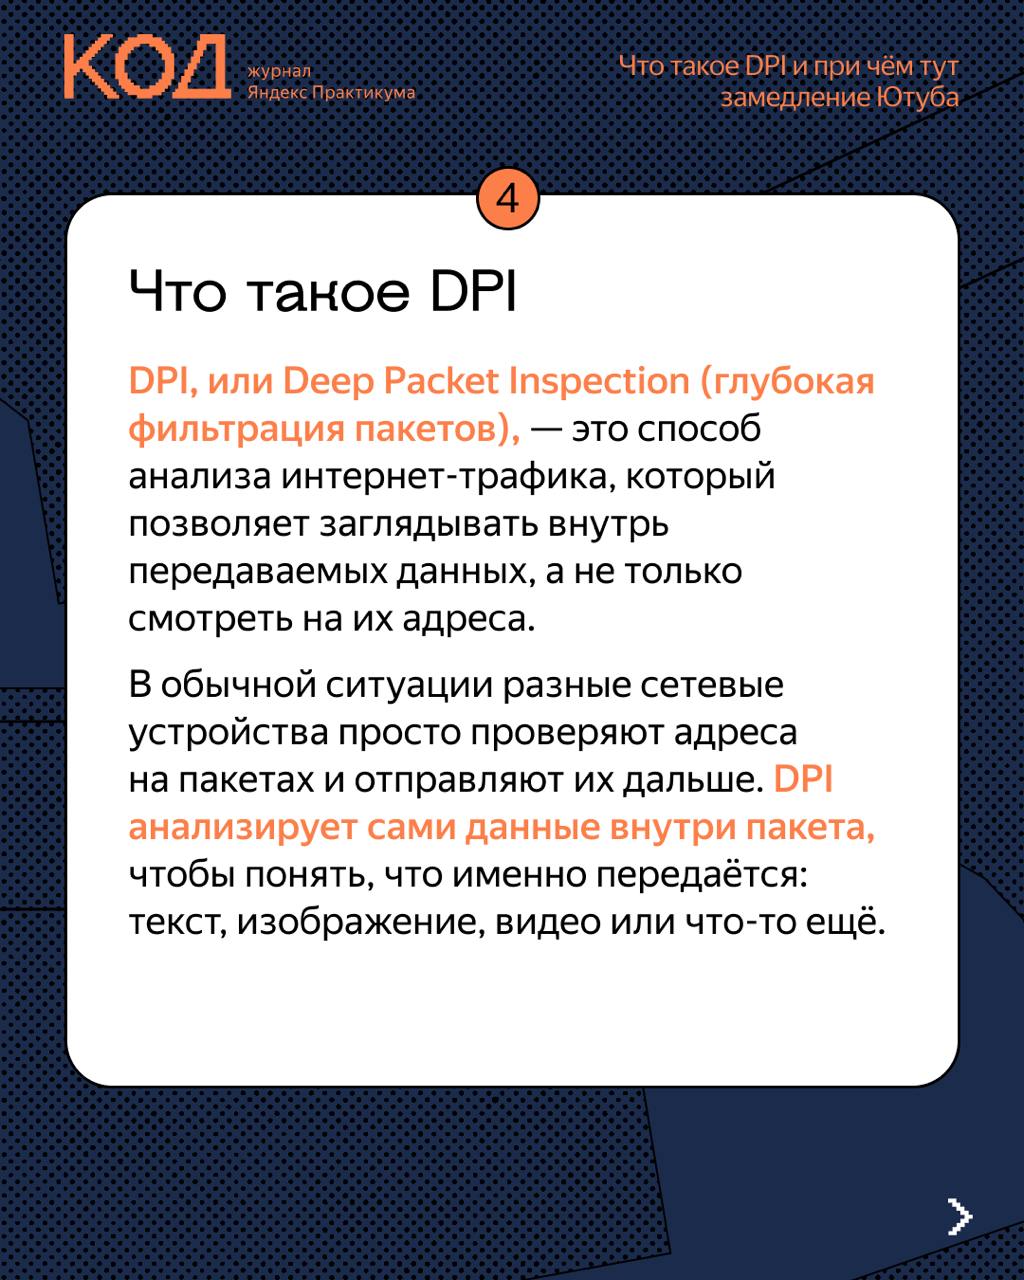 КОД
журнал
Яндекс Практикума
Что такое DPI и при чём тут
замедление Ютуба
4
Что такое DPI
DPI, или Deep Packet Inspection (глубокая
фильтрация пакетов), — это способ
анализа интернет-трафика, который
позволяет заглядывать внутрь
передаваемых данных, а не только
смотреть на их адреса.
В обычной ситуации разные сетевые
устройства просто проверяют адреса
на пакетах и отправляют их дальше. DPI
анализирует сами данные внутри пакета,
чтобы понять, что именно передаётся:
текст, изображение, видео или что-то ещё.